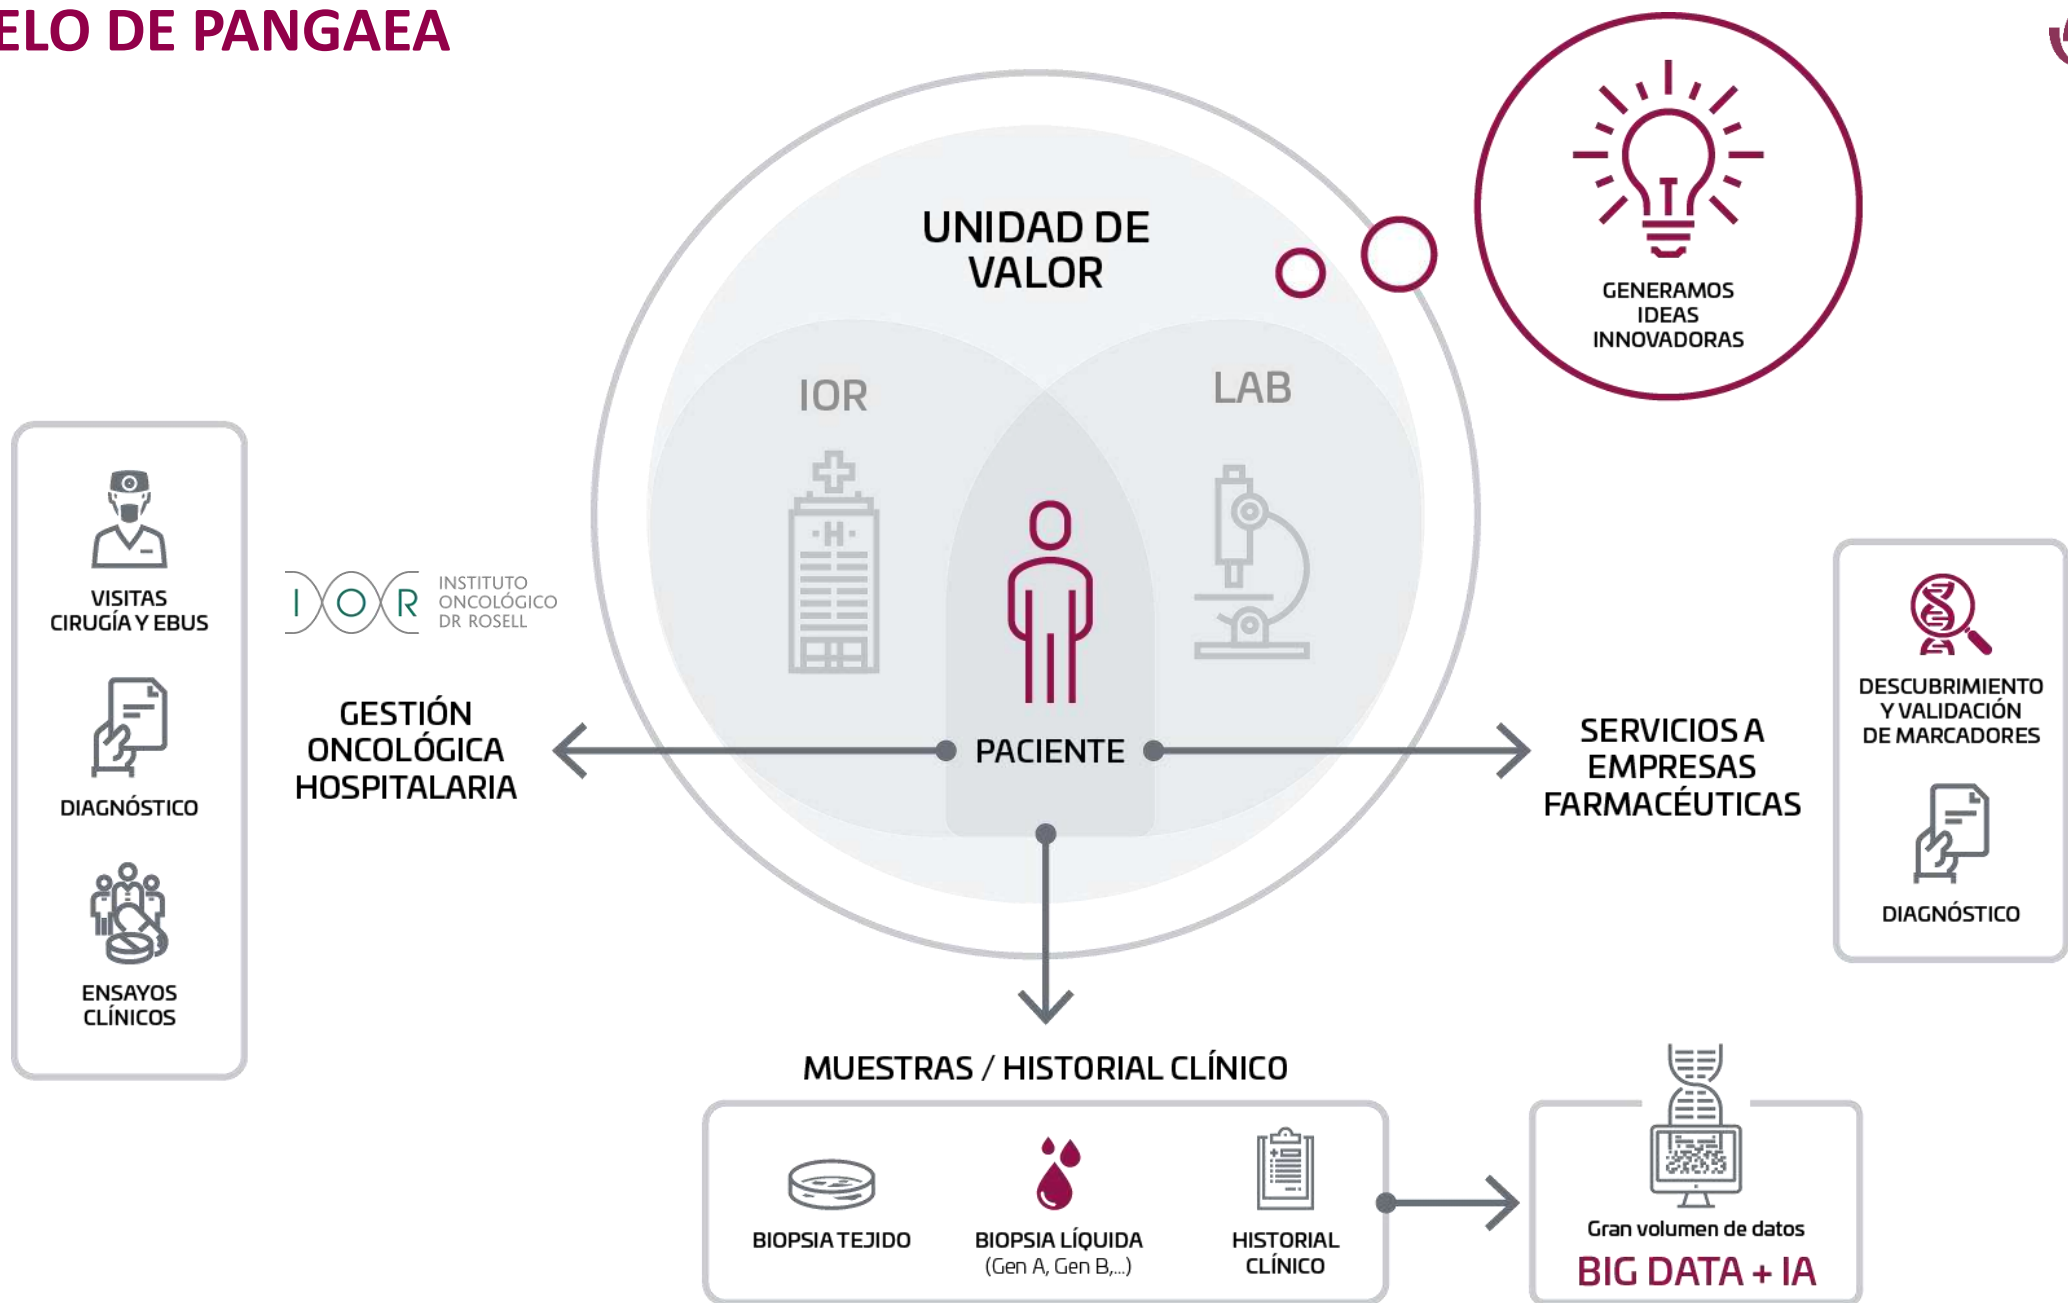 ELO DE PANGAEA
UNIDAD DE
VALOR
GENERAMOS
IDEAS
INNOVADORAS
IOR
LAB
VISITAS
CIRUGÍA Y EBUS
DIAGNÓSTICO
ENSAYOS
CLÍNICOS
IOR
INSTITUTO
ONCOLÓGICO
DR ROSELL
GESTIÓN
ONCOLÓGICA
HOSPITALARIA
H
PACIENTE
SERVICIOS A
EMPRESAS
FARMACÉUTICAS
DESCUBRIMIENTO
Y VALIDACIÓN
DE MARCADORES
DIAGNÓSTICO
MUESTRAS / HISTORIAL CLÍNICO
BIOPSIA TEJIDO
BIOPSIA LÍQUIDA
(Gen A, Gen B,...)
HISTORIAL
CLÍNICO
Gran volumen de datos
BIG DATA + IA